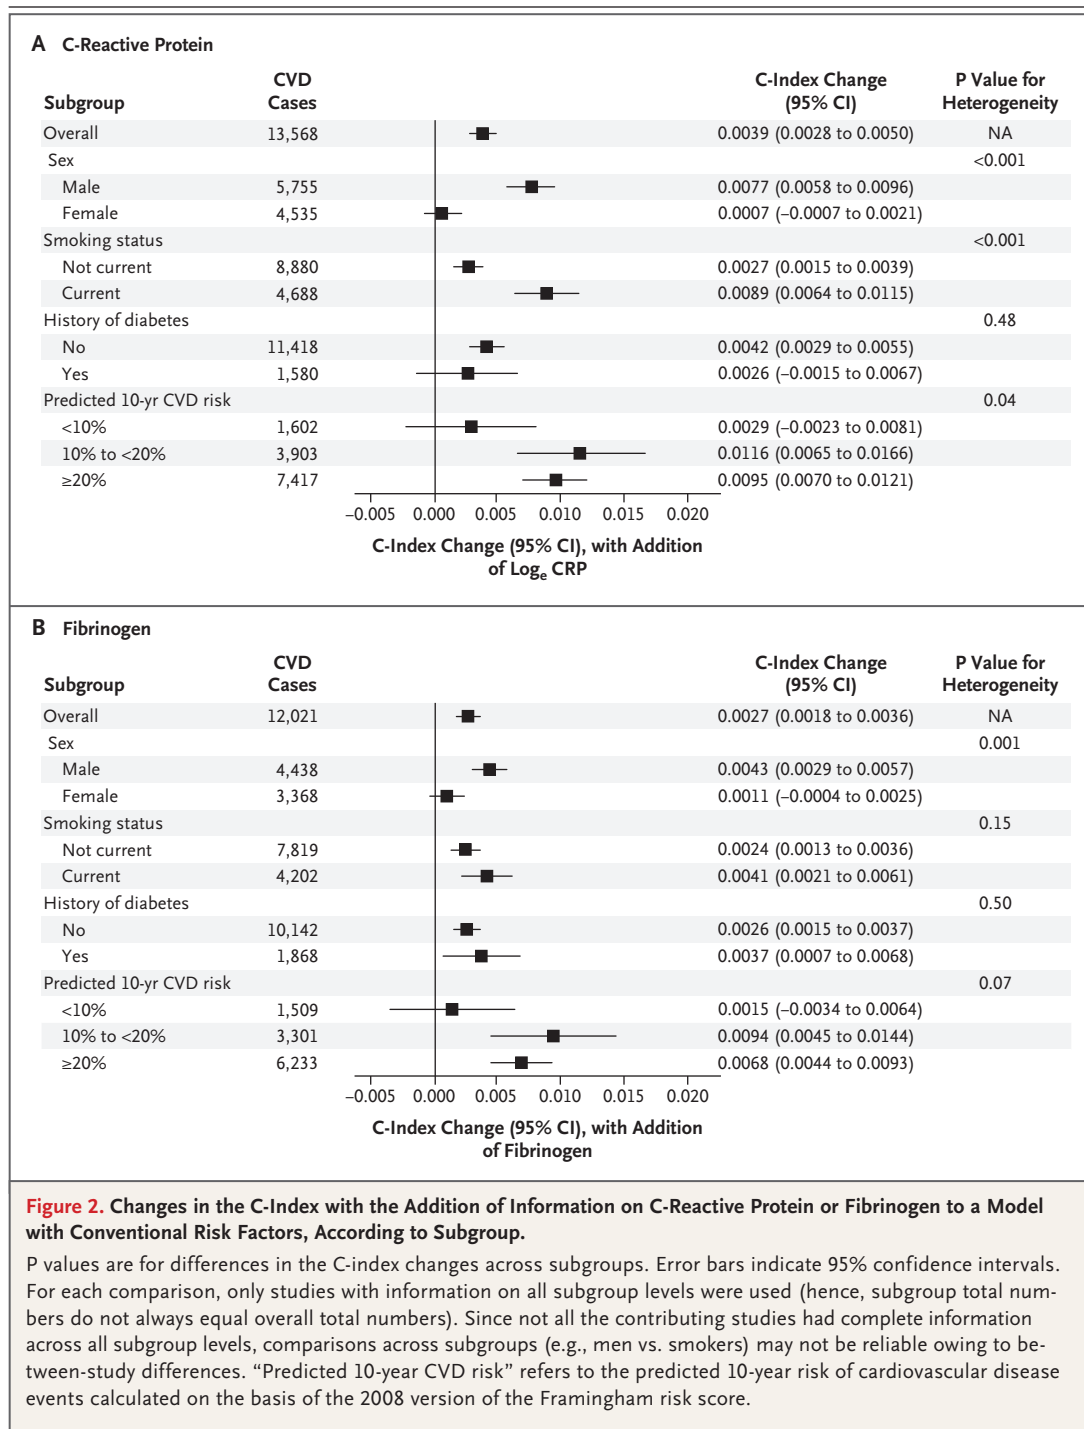 A C-Reactive Protein
Subgroup CVD Cases C-Index Change (95% CI) P Value for Heterogeneity
Overall 13,568 0.0039 (0.0028 to 0.0050) NA
Sex <0.001
Male 5,755 0.0077 (0.0058 to 0.0096)
Female 4,535 0.0007 (–0.0007 to 0.0021)
Smoking status <0.001
Not current 8,880 0.0027 (0.0015 to 0.0039)
Current 4,688 0.0089 (0.0064 to 0.0115)
History of diabetes 0.48
No 11,418 0.0042 (0.0029 to 0.0055)
Yes 1,580 0.0026 (–0.0015 to 0.0067)
Predicted 10-yr CVD risk 0.04
<10% 1,602 0.0029 (–0.0023 to 0.0081)
10% to <20% 3,903 0.0116 (0.0065 to 0.0166)
≥20% 7,417 0.0095 (0.0070 to 0.0121)
–0.005 0.000 0.005 0.010 0.015 0.020
C-Index Change (95% CI), with Addition
of Logₑ CRP
B Fibrinogen
Subgroup CVD Cases C-Index Change (95% CI) P Value for Heterogeneity
Overall 12,021 0.0027 (0.0018 to 0.0036) NA
Sex 0.001
Male 4,438 0.0043 (0.0029 to 0.0057)
Female 3,368 0.0011 (–0.0004 to 0.0025)
Smoking status 0.15
Not current 7,819 0.0024 (0.0013 to 0.0036)
Current 4,202 0.0041 (0.0021 to 0.0061)
History of diabetes 0.50
No 10,142 0.0026 (0.0015 to 0.0037)
Yes 1,868 0.0037 (0.0007 to 0.0068)
Predicted 10-yr CVD risk 0.07
<10% 1,509 0.0015 (–0.0034 to 0.0064)
10% to <20% 3,301 0.0094 (0.0045 to 0.0144)
≥20% 6,233 0.0068 (0.0044 to 0.0093)
–0.005 0.000 0.005 0.010 0.015 0.020
C-Index Change (95% CI), with Addition
of Fibrinogen
Figure 2. Changes in the C-Index with the Addition of Information on C-Reactive Protein or Fibrinogen to a Model
with Conventional Risk Factors, According to Subgroup.
P values are for differences in the C-index changes across subgroups. Error bars indicate 95% confidence intervals.
For each comparison, only studies with information on all subgroup levels were used (hence, subgroup total num-
bers do not always equal overall total numbers). Since not all the contributing studies had complete information
across all subgroup levels, comparisons across subgroups (e.g., men vs. smokers) may not be reliable owing to be-
tween-study differences. “Predicted 10-year CVD risk” refers to the predicted 10-year risk of cardiovascular disease
events calculated on the basis of the 2008 version of the Framingham risk score.